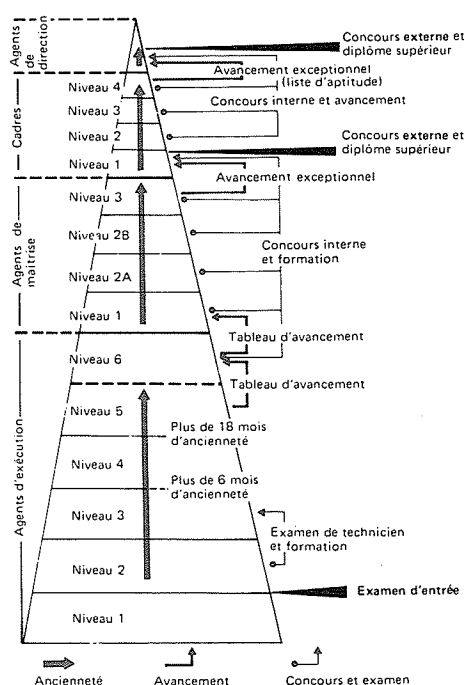 Agents
de
direction
Concours externe et
diplôme supérieur
Avancement exceptionnel
(liste d'aptitude)
Cadres
Niveau 4
Niveau 3
Niveau 2
Niveau 1
Concours interne et avancement
Concours externe et
diplôme supérieur
Avancement exceptionnel
Agents de
maîtrise
Niveau 3
Niveau 2B
Niveau 2A
Niveau 1
Concours interne
et formation
Tableau d'avancement
Tableau d'avancement
Agents d'exécution
Niveau 6
Niveau 5
Plus de 18 mois
d'ancienneté
Niveau 4
Plus de 6 mois
d'ancienneté
Niveau 3
Examen de technicien
et formation
Niveau 2
Examen d'entrée
Niveau 1
Ancienneté
Avancement
Concours et examen